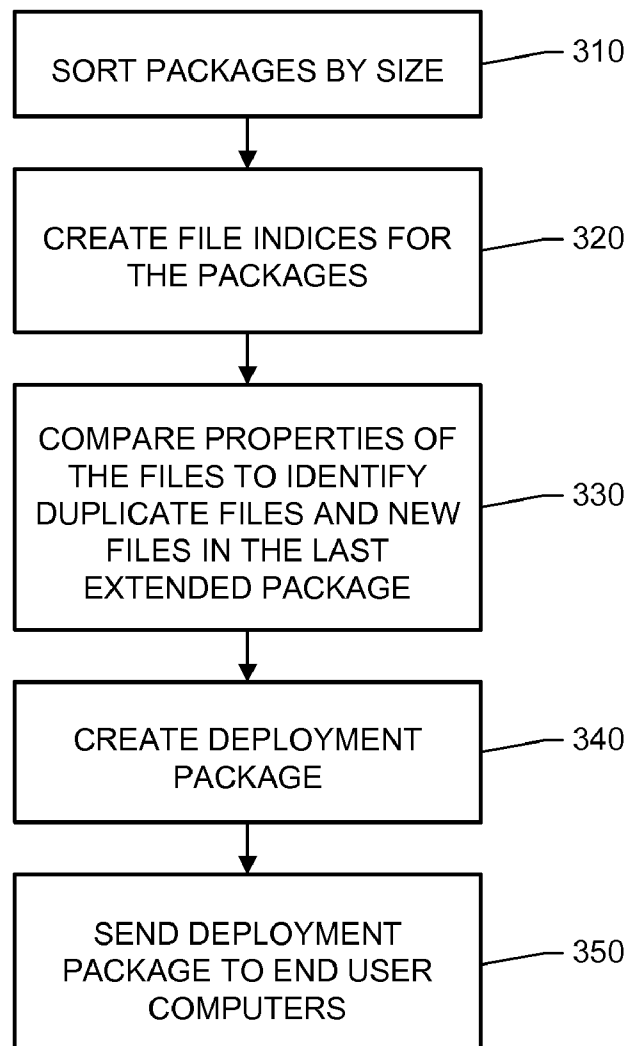 SORT PACKAGES BY SIZE
310
CREATE FILE INDICES FOR
THE PACKAGES
320
COMPARE PROPERTIES OF
THE FILES TO IDENTIFY
DUPLICATE FILES AND NEW
FILES IN THE LAST
EXTENDED PACKAGE
330
CREATE DEPLOYMENT
PACKAGE
340
SEND DEPLOYMENT
PACKAGE TO END USER
COMPUTERS
350